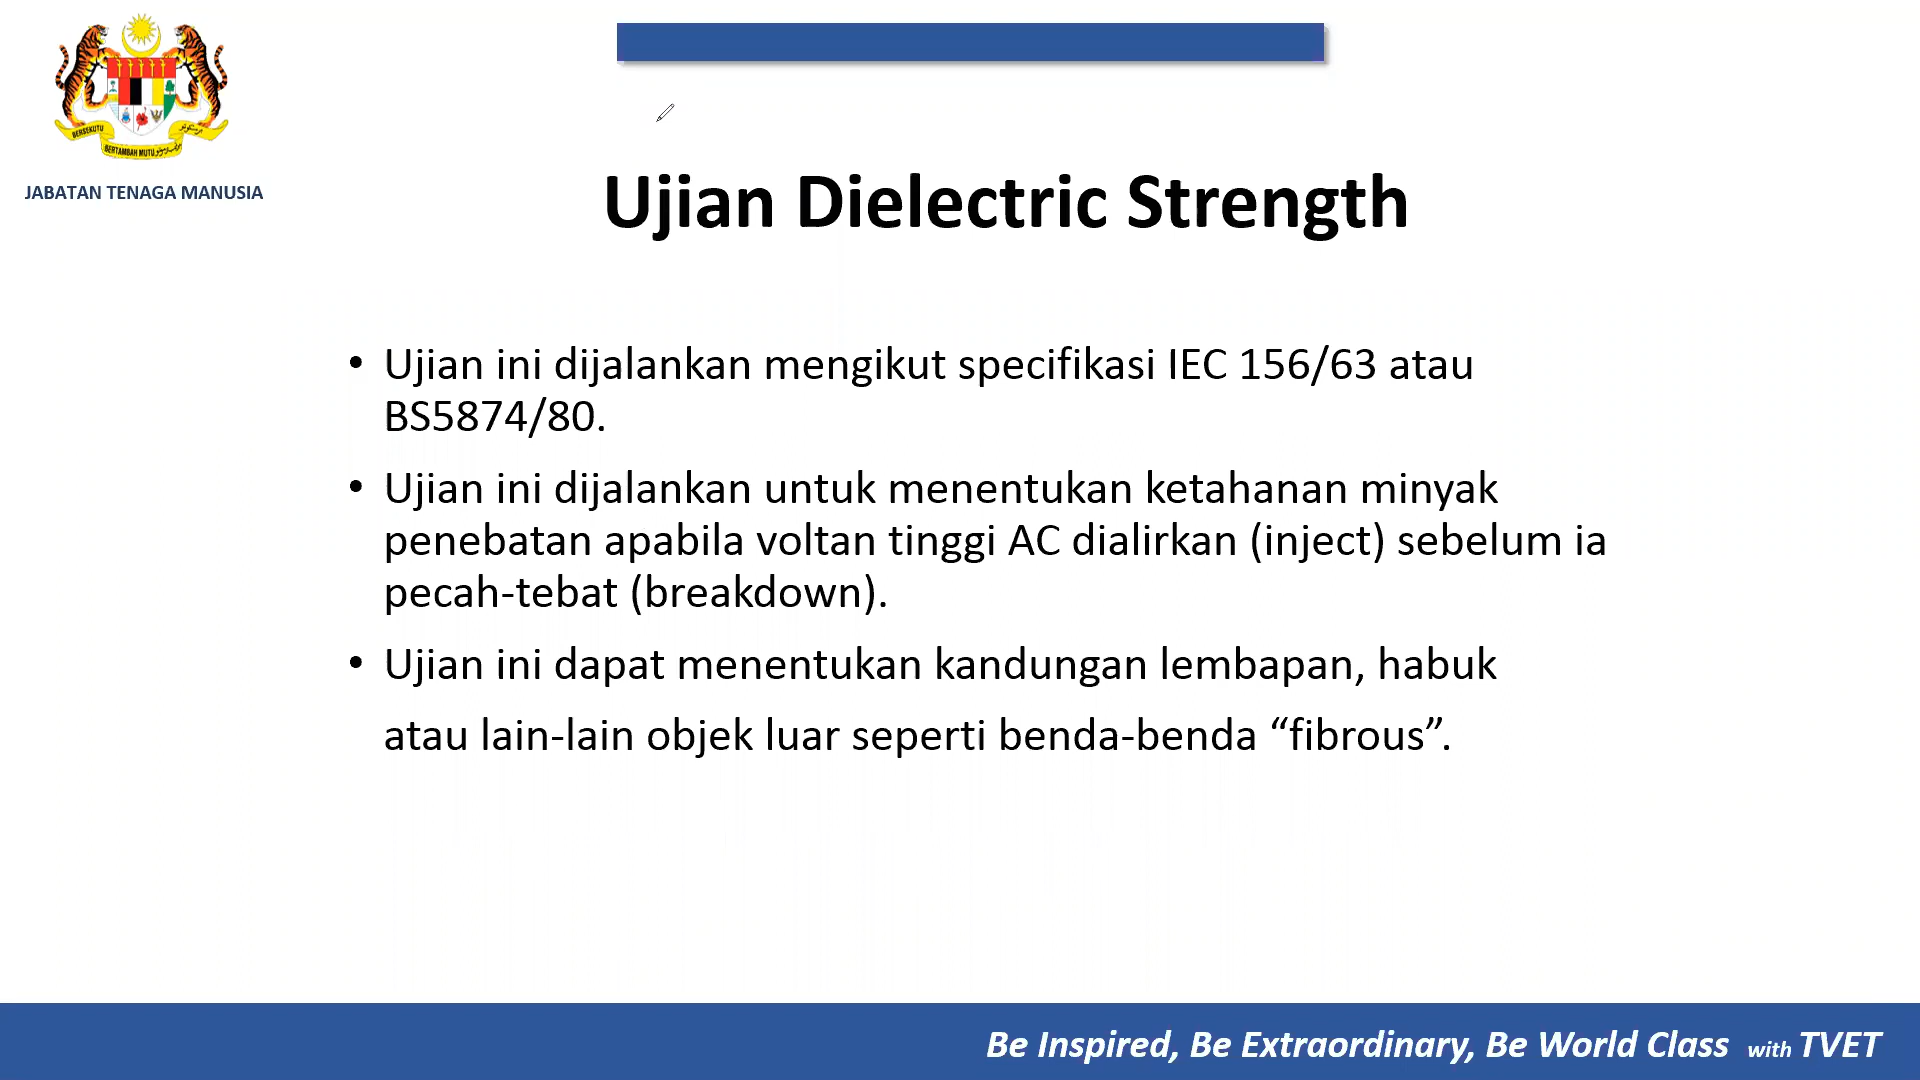 BERSEKUTU
BERTAMBAH MUTU
JABATAN TENAGA MANUSIA
Ujian Dielectric Strength
• Ujian ini dijalankan mengikut specifikasi IEC 156/63 atau
BS5874/80.
• Ujian ini dijalankan untuk menentukan ketahanan minyak
penebatan apabila voltan tinggi AC dialirkan (inject) sebelum ia
pecah-tebat (breakdown).
• Ujian ini dapat menentukan kandungan lembapan, habuk
atau lain-lain objek luar seperti benda-benda “fibrous”.
Be Inspired, Be Extraordinary, Be World Class with TVET